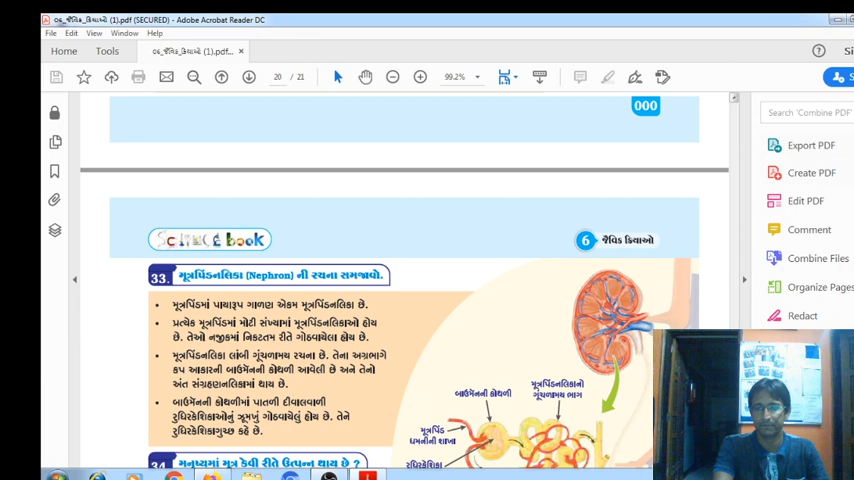 06_જૈવિક_ક્રિયાઓ (1).pdf (SECURED) - Adobe Acrobat Reader DC
File Edit View Window Help
Home Tools 06_જૈવિક_ક્રિયાઓ (1).pdf... ×
20 / 21 99.2%
Search 'Combine PDF'
Export PDF
Create PDF
Edit PDF
Comment
Combine Files
Organize Pages
Redact
000
Science book
6 જૈવિક ક્રિયાઓ
33. મૂત્રપિંડનલિકા (Nephron) ની રચના સમજાવો.
• મૂત્રપિંડમાં પાયારૂપ ગાળણ એકમ મૂત્રપિંડનલિકા છે.
• પ્રત્યેક મૂત્રપિંડમાં મોટી સંખ્યામાં મૂત્રપિંડનલિકાઓ હોય
છે. તેઓ નજીકમાં નિકટતમ રીતે ગોઠવાયેલા હોય છે.
• મૂત્રપિંડનલિકા લાંબી ગૂંચળામય રચના છે. તેના અગ્રભાગે
કપ આકારની બાઉમૅનની કોથળી આવેલી છે અને તેનો
અંત સંગ્રહણનલિકામાં થાય છે.
• બાઉમૅનની કોથળીમાં પાતળી દીવાલવાળી
રુધિરકેશિકાઓનું ઝૂમખું ગોઠવાયેલું હોય છે. તેને
રુધિરકેશિકાગુચ્છ કહે છે.
બાઉમૅનની કોથળી
મૂત્રપિંડનલિકાનો
ગૂંચળામય ભાગ
મૂત્રપિંડ
ધમનીની શાખા
રુધિરકેશિકા
34. મનુષ્યમાં મૂત્ર કેવી રીતે ઉત્પન્ન થાય છે ?